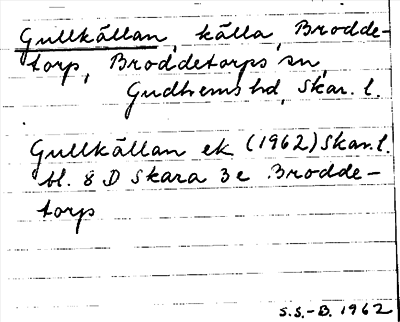 Gullkällan, källa, Brodde-
torp, Broddetorps sn,
Gudhems hd, Skar. l.
Gullkällan ek (1962) Skar. l.
bl. 8 D Skara 3e Brodde-
torp
S.S.-B. 1962